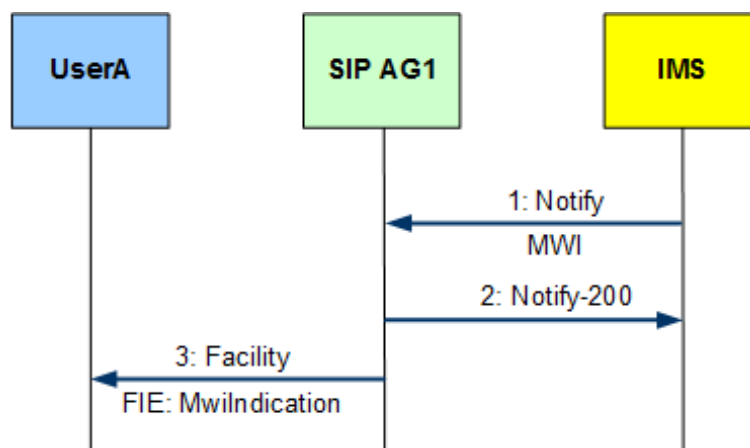 UserA
SIP AG1
IMS
1: Notify
MWI
2: Notify-200
3: Facility
FIE: MwiIndication